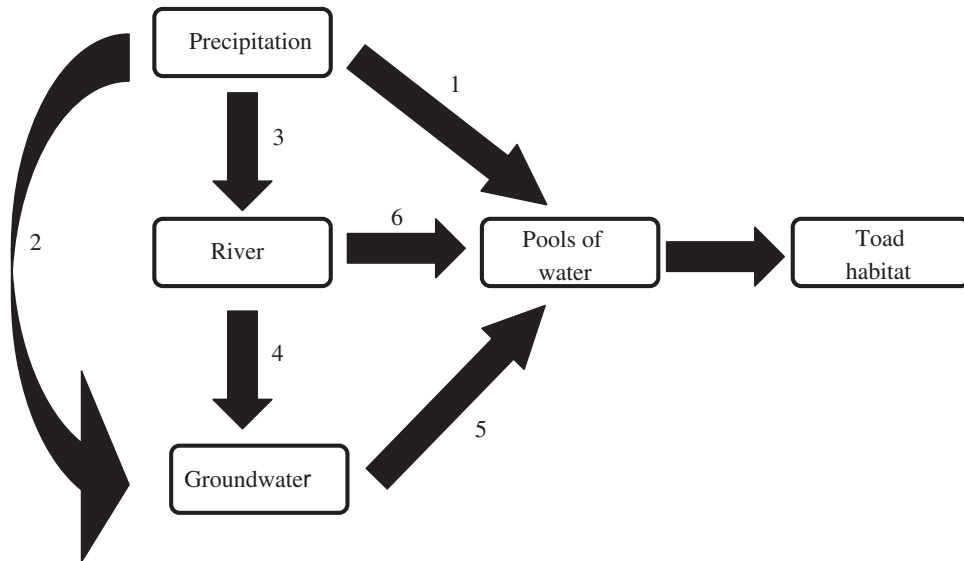 Precipitation
1
3
2
River
6
Pools of
water
Toad
habitat
4
5
Groundwater